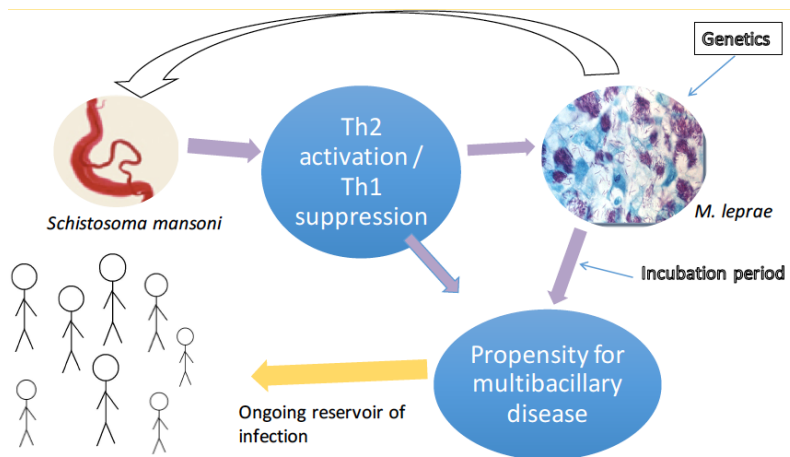 Genetics
Th2
activation /
Th1
suppression
Schistosoma mansoni
M. leprae
Incubation period
Propensity for
multibacillary
disease
Ongoing reservoir of
infection